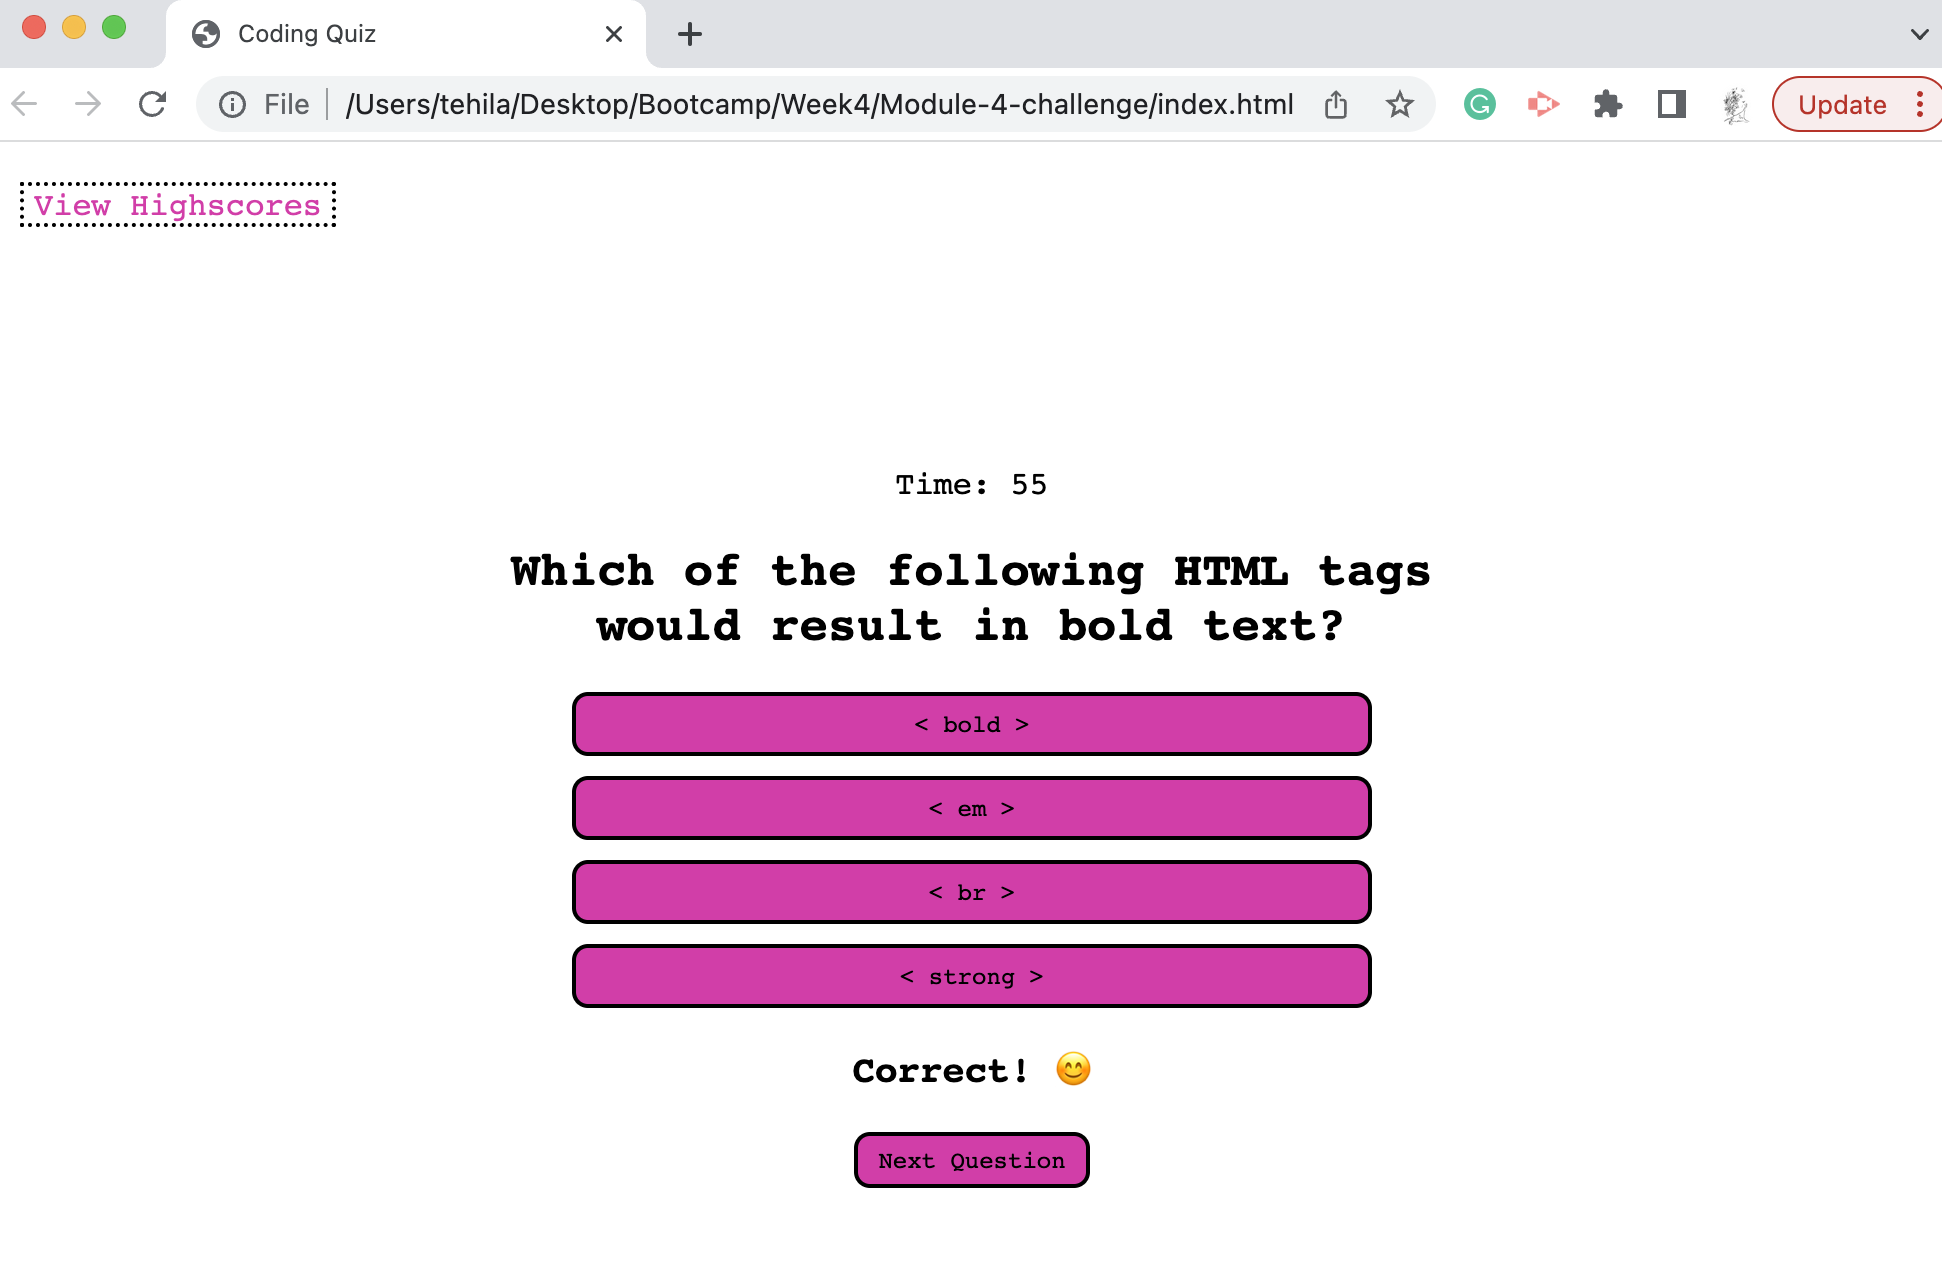 Coding Quiz
File
/Users/tehila/Desktop/Bootcamp/Week4/Module-4-challenge/index.html
Update
View Highscores
Time: 55
Which of the following HTML tags
would result in bold text?
< bold >
< em >
< br >
< strong >
Correct! 😊
Next Question